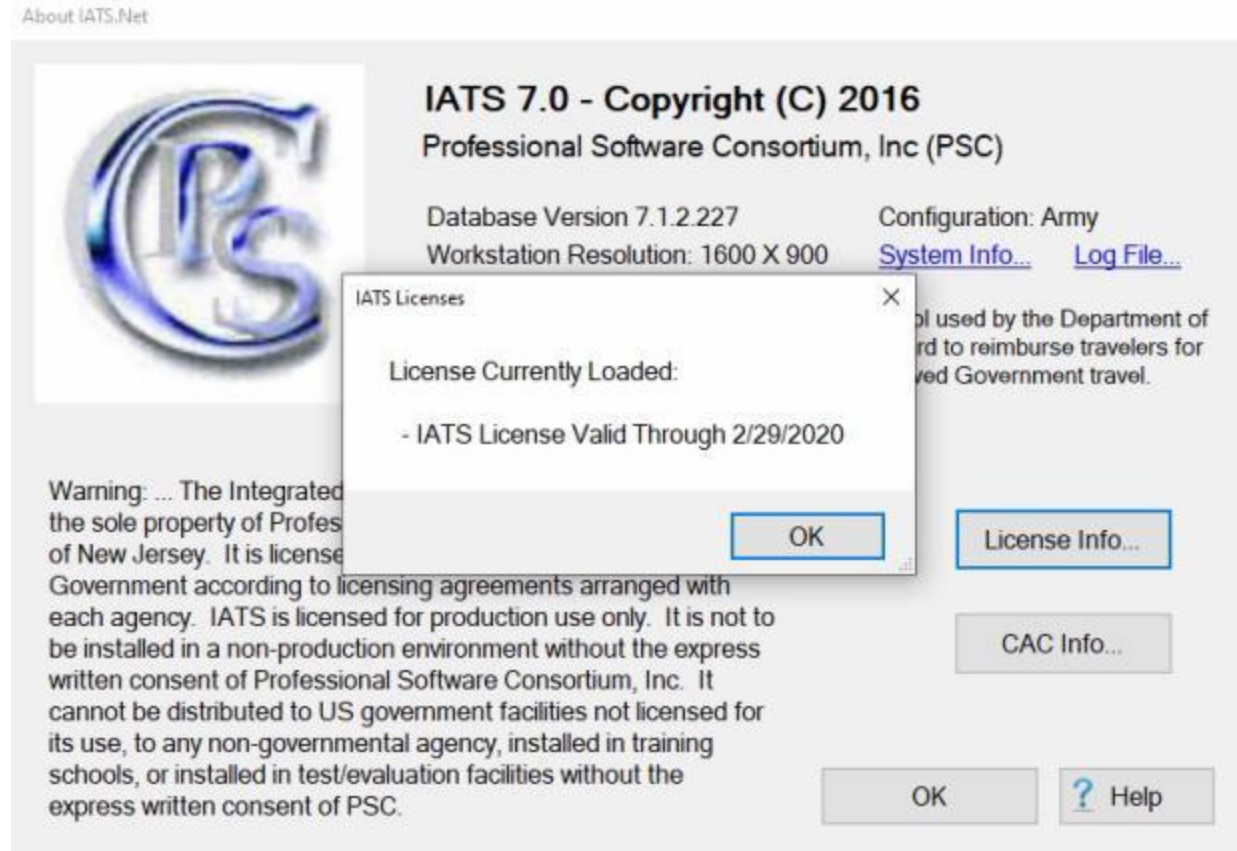 About IATS.Net
CPS
IATS 7.0 - Copyright (C) 2016
Professional Software Consortium, Inc (PSC)
Database Version 7.1.2.227
Configuration: Army
Workstation Resolution: 1600 X 900
System Info...
Log File...
IATS Licenses
License Currently Loaded:
- IATS License Valid Through 2/29/2020
OK
used by the Department of
to reimburse travelers for
Government travel.
Warning: ... The Integrated
the sole property of Profes
of New Jersey. It is license
Government according to licensing agreements arranged with
each agency. IATS is licensed for production use only. It is not to
be installed in a non-production environment without the express
written consent of Professional Software Consortium, Inc. It
cannot be distributed to US government facilities not licensed for
its use, to any non-governmental agency, installed in training
schools, or installed in test/evaluation facilities without the
express written consent of PSC.
License Info...
CAC Info...
OK
? Help